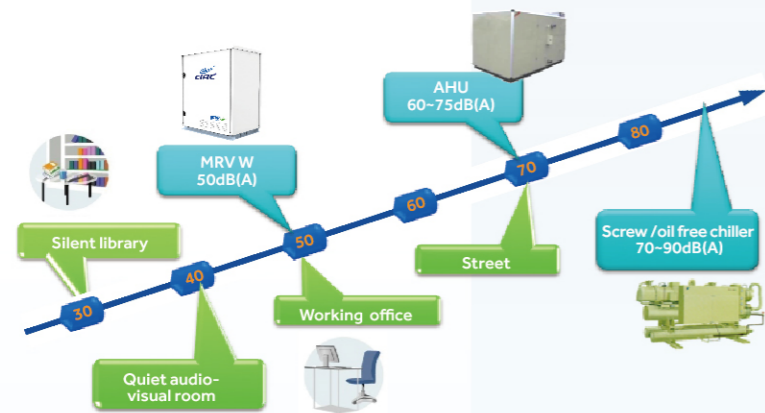 AHU
60~75dB(A)
MRV W
50dB(A)
80
70
60
50
40
30
Silent library
Street
Screw /oil free chiller
70~90dB(A)
Working office
Quiet audio-
visual room